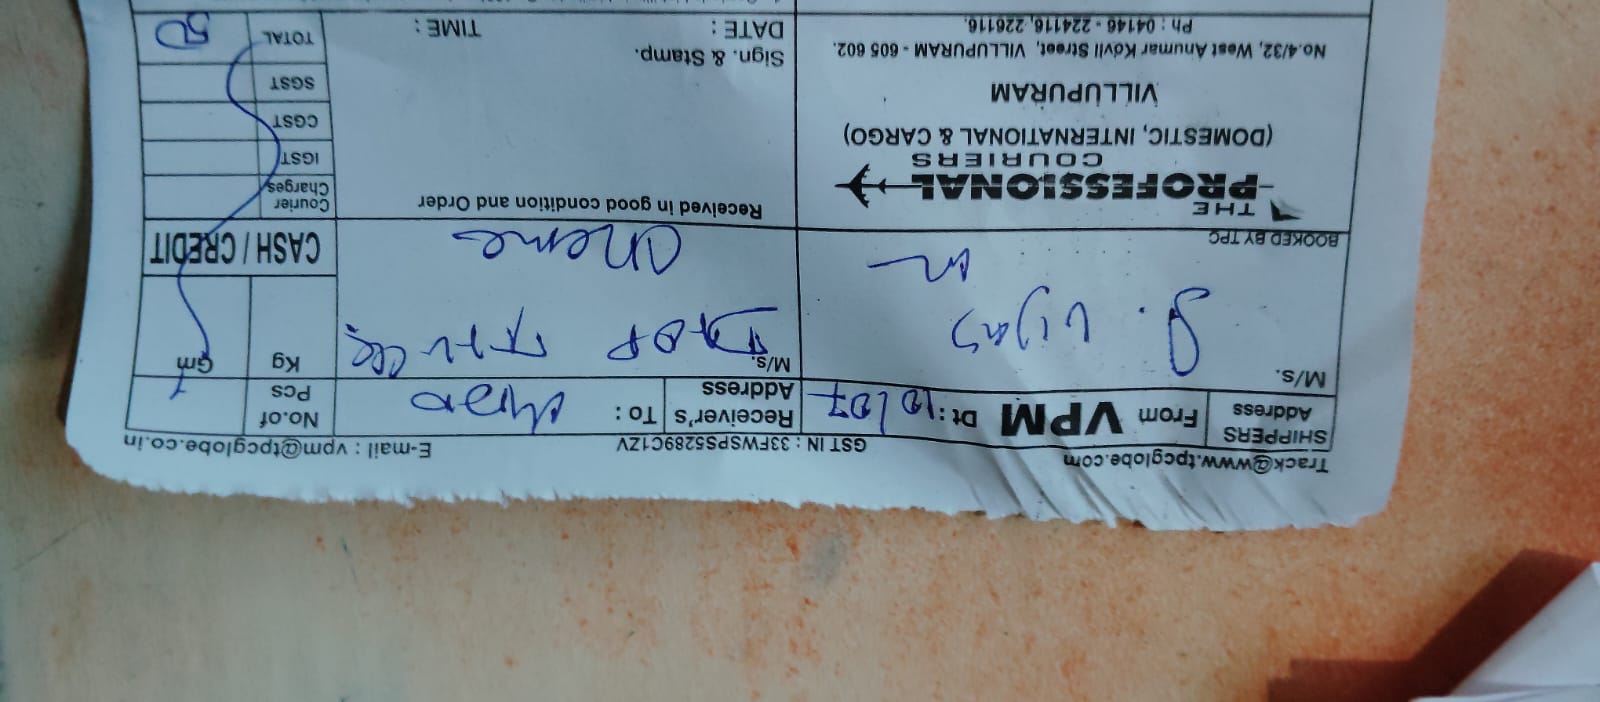 Track@www.tpcglobe.com GST IN : 33FWSPS5289C1ZV E-mail : vpm@tpcglobe.co.in
SHIPPERS Address From VPM Dt : 10/07 Receiver's Address To : No.of Pcs 1
M/s. M/s. Kg Gm
BOOKED BY TPC
CASH / CREDIT
THE PROFESSIONAL COURIERS
(DOMESTIC, INTERNATIONAL & CARGO)
VILLUPURAM
No.4/32, West Anumar Kovil Street, VILLUPURAM - 605 602.
Ph : 04146 - 224116, 226116.
Received in good condition and Order
Sign. & Stamp.
DATE : TIME :
Courier Charges
IGST
CGST
SGST
TOTAL 50